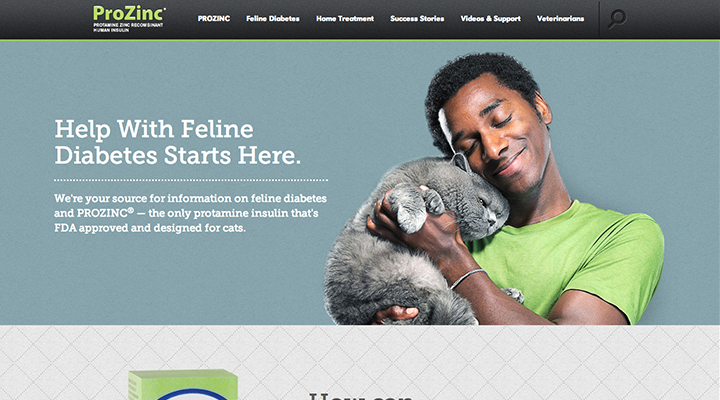 ProZinc®
PROTAMINE ZINC RECOMBINANT
HUMAN INSULIN
PROZINC Feline Diabetes Home Treatment Success Stories Videos & Support Veterinarians
Help With Feline
Diabetes Starts Here.
We're your source for information on feline diabetes
and PROZINC® — the only protamine insulin that's
FDA approved and designed for cats.
How can